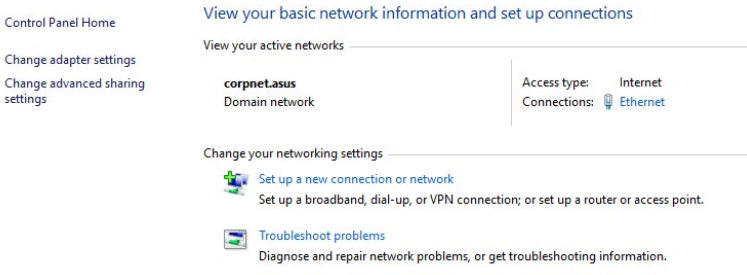 Control Panel Home
Change adapter settings
Change advanced sharing
settings
View your basic network information and set up connections
View your active networks
corpnet.asus
Domain network
Access type: Internet
Connections: Ethernet
Change your networking settings
Set up a new connection or network
Set up a broadband, dial-up, or VPN connection; or set up a router or access point.
Troubleshoot problems
Diagnose and repair network problems, or get troubleshooting information.